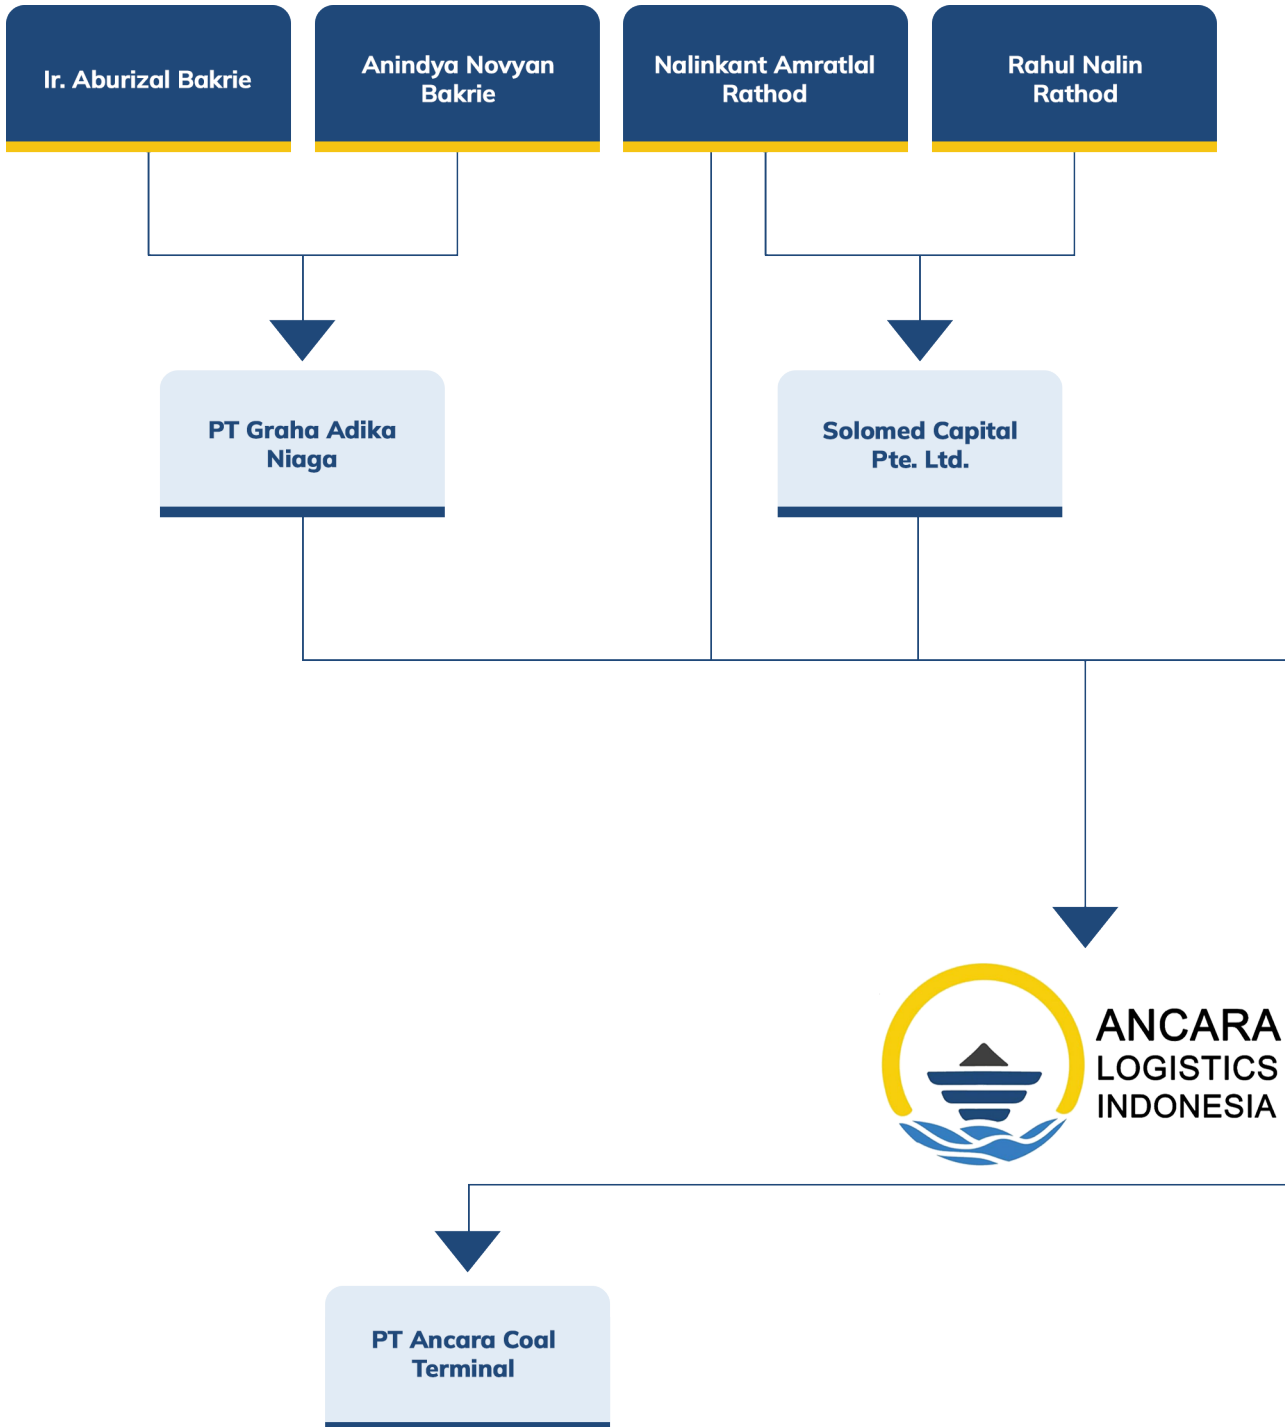 Ir. Aburizal Bakrie
Anindya Novyan
Bakrie
Nalinkant Amratlal
Rathod
Rahul Nalin
Rathod
PT Graha Adika
Niaga
Solomed Capital
Pte. Ltd.
ANCARA
LOGISTICS
INDONESIA
PT Ancara Coal
Terminal